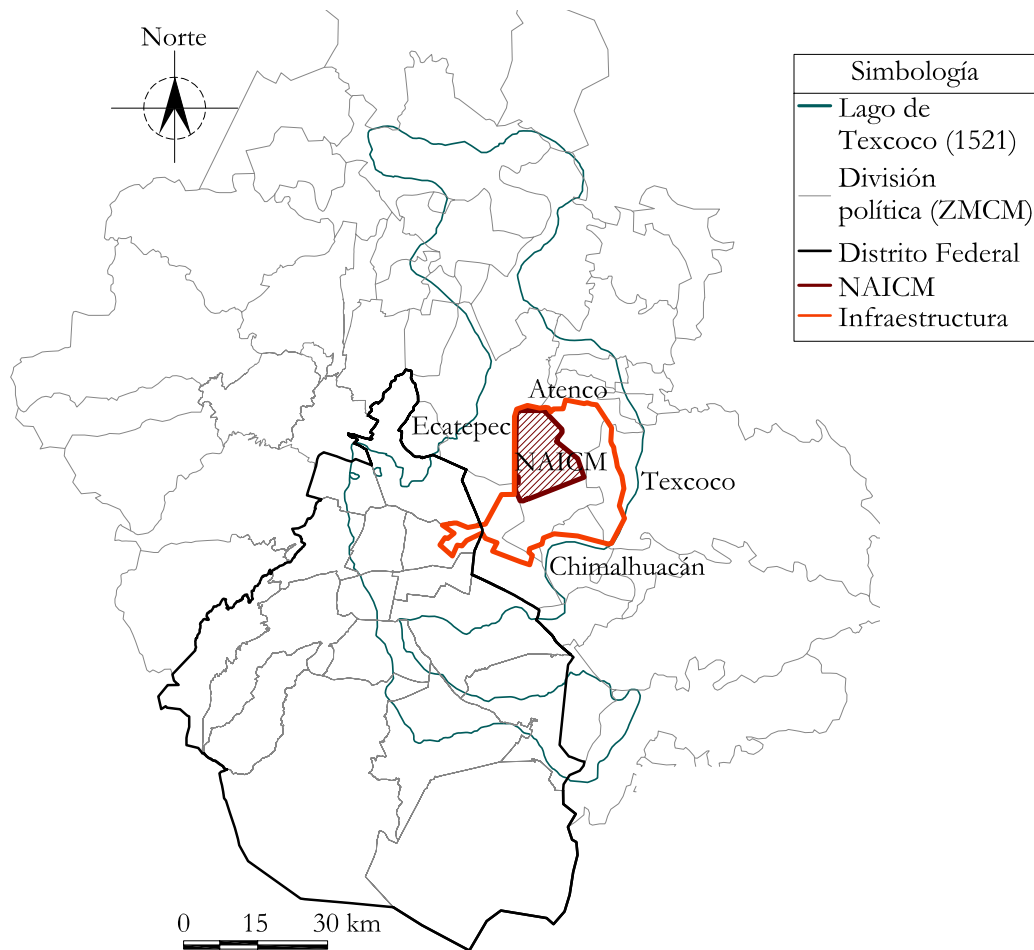 Norte
Simbología
Lago de
Texcoco (1521)
División
política (ZMCM)
Distrito Federal
NAICM
Infraestructura
Atenco
Ecatepec
NAICM
Texcoco
Chimalhuacán
0 15 30 km